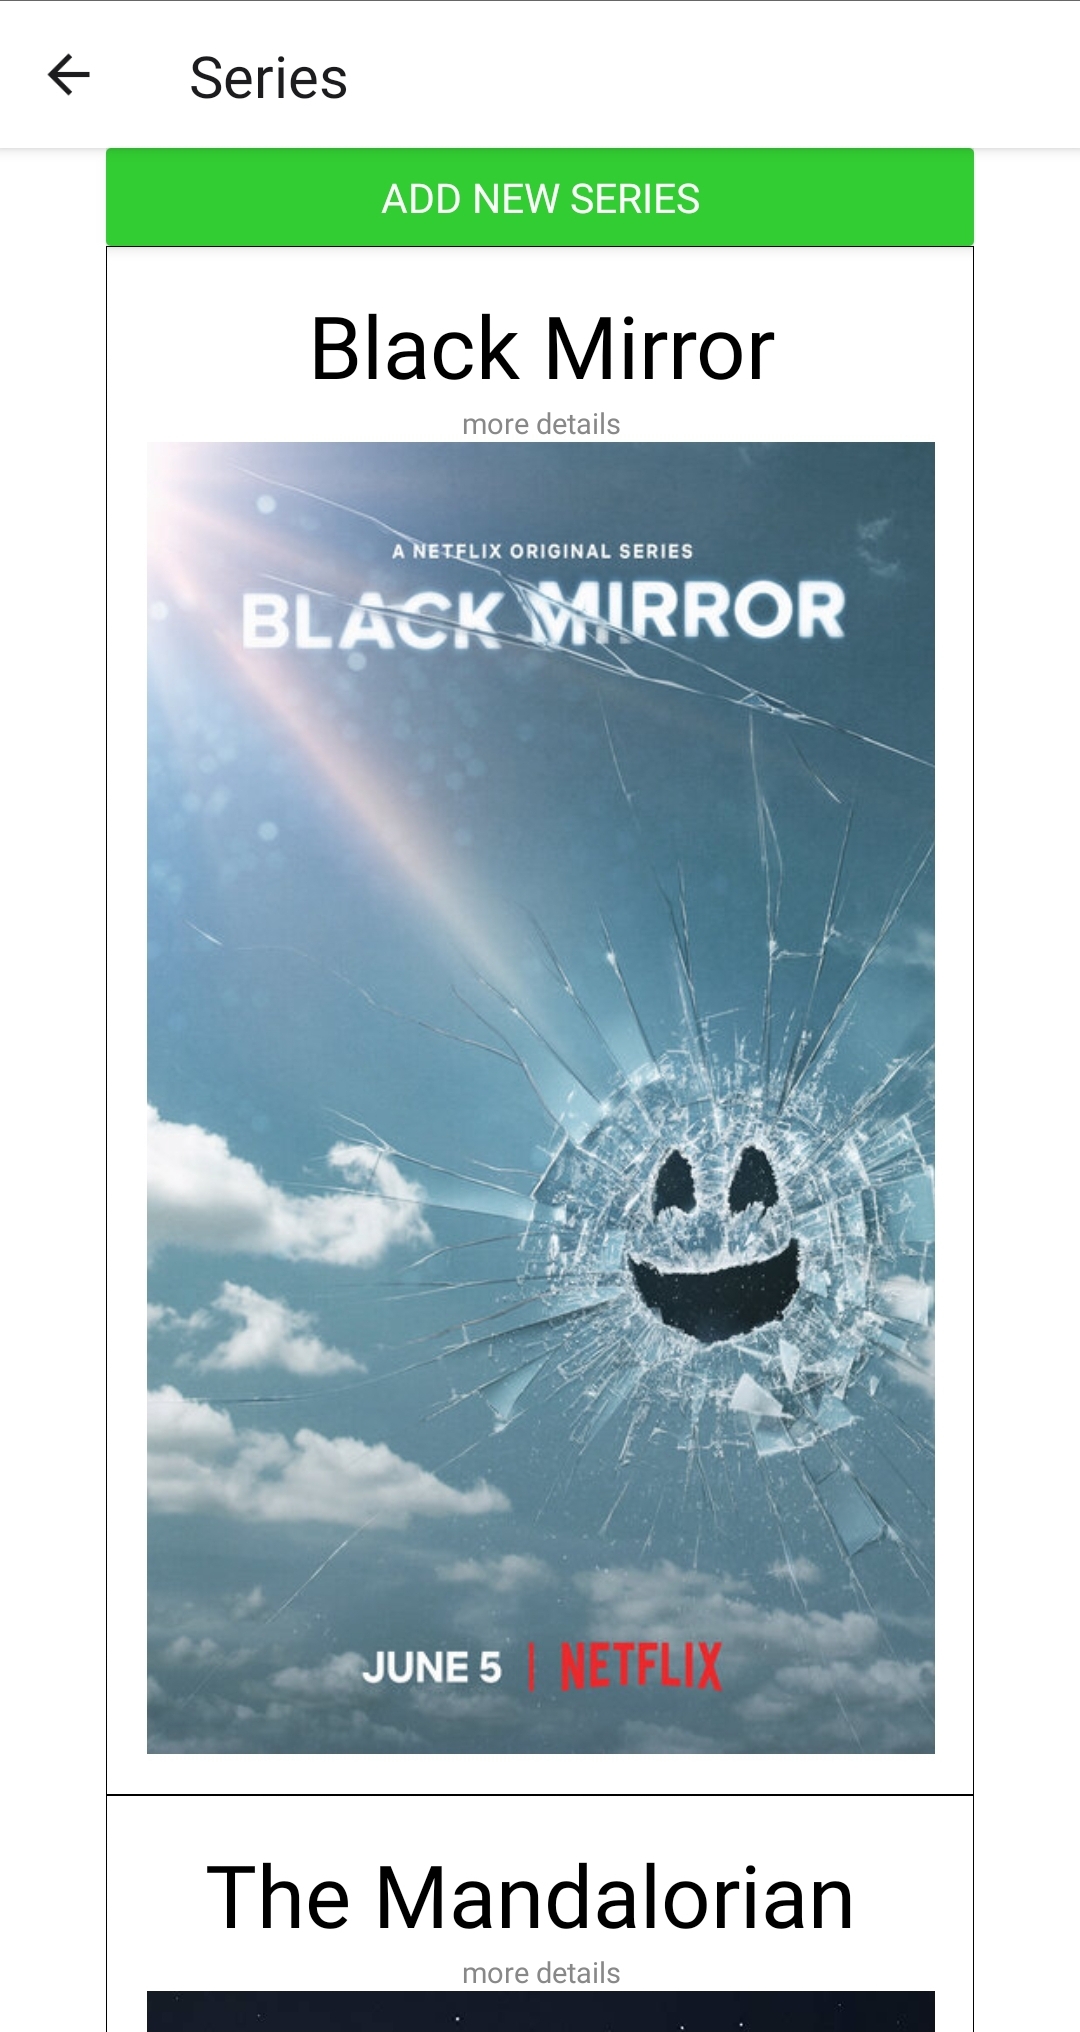 Series
ADD NEW SERIES
Black Mirror
more details
A NETFLIX ORIGINAL SERIES
BLACK MIRROR
JUNE 5 | NETFLIX
The Mandalorian
more details